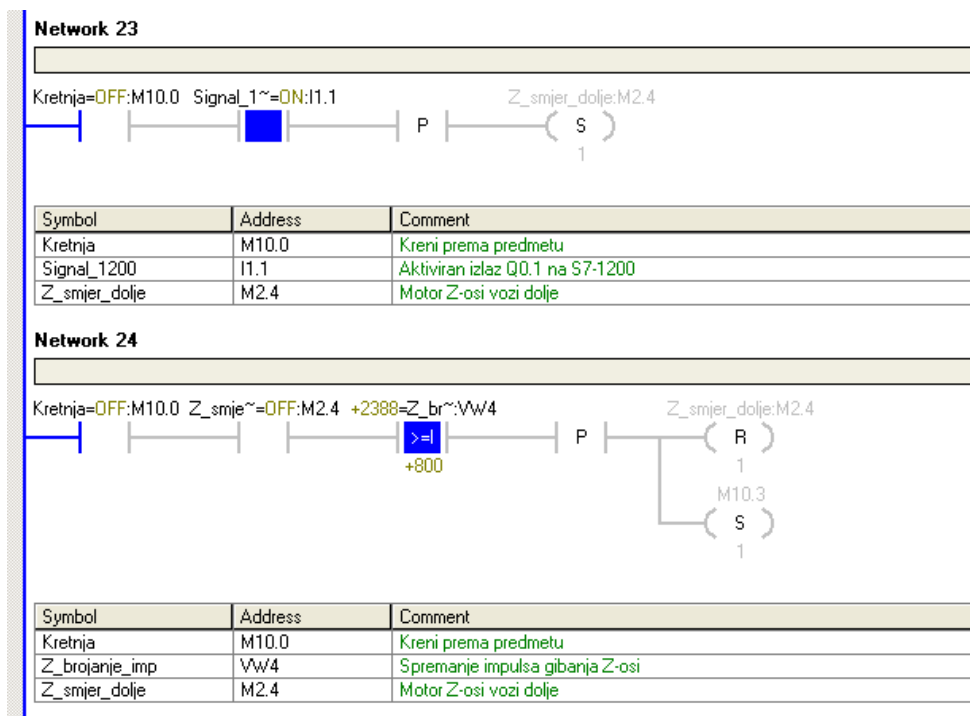 Network 23
Kretnja=OFF:M10.0 Signal_1~=ON:I1.1 Z_smjer_dolje:M2.4
P S
1
Symbol Address Comment
Kretnja M10.0 Kreni prema predmetu
Signal_1200 I1.1 Aktiviran izlaz Q0.1 na S7-1200
Z_smjer_dolje M2.4 Motor Z-osi vozi dolje
Network 24
Kretnja=OFF:M10.0 Z_smje~=OFF:M2.4 +2388=Z_br~:VW4 Z_smjer_dolje:M2.4
>=I P R
+800 1
M10.3
S
1
Symbol Address Comment
Kretnja M10.0 Kreni prema predmetu
Z_brojanje_imp VW4 Spremanje impulsa gibanja Z-osi
Z_smjer_dolje M2.4 Motor Z-osi vozi dolje